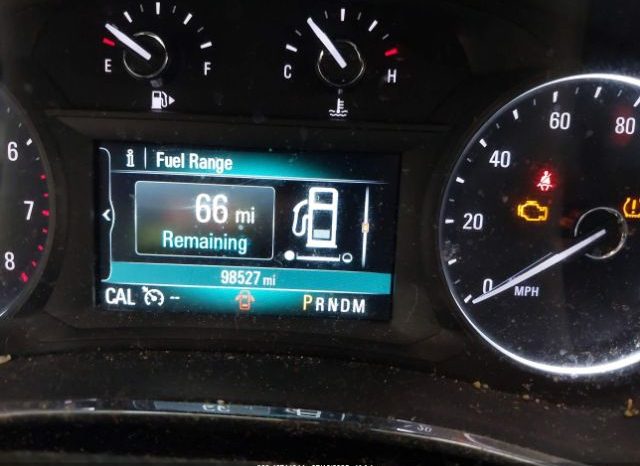 E F
C H
6
7
8
i Fuel Range
66 mi
Remaining
98527 mi
CAL -- PRNDM
0
20
40
60
80
MPH